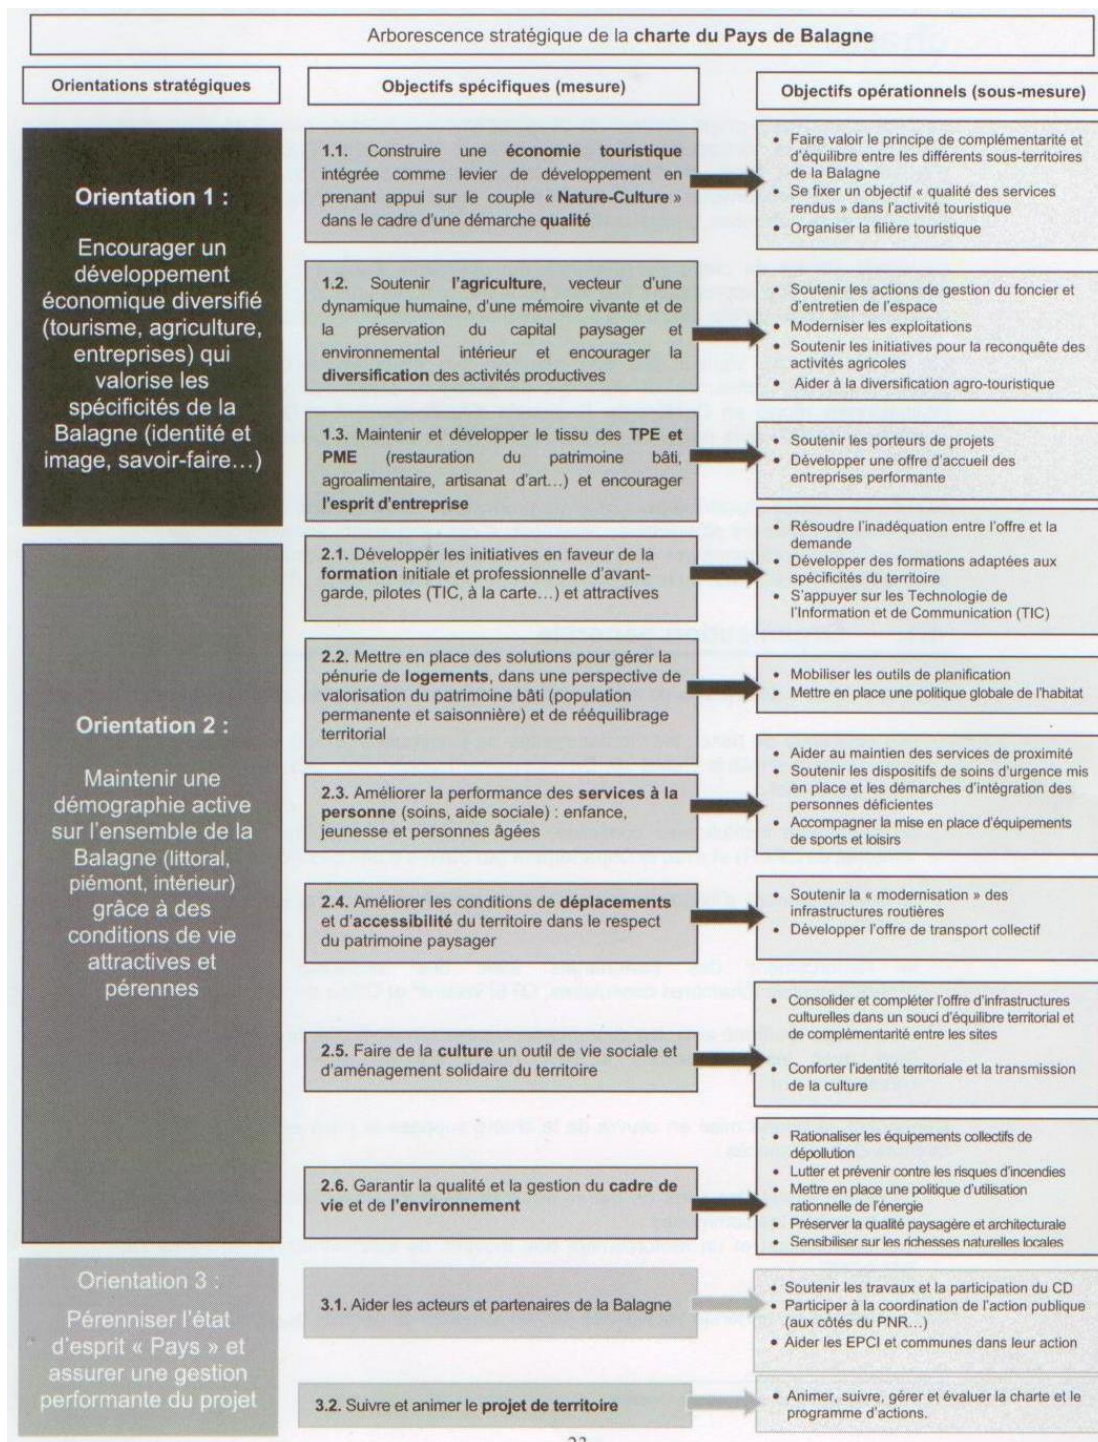 Arborescence stratégique de la charte du Pays de Balagne
Orientations stratégiques
Objectifs spécifiques (mesure)
Objectifs opérationnels (sous-mesure)
Orientation 1 :
Encourager un
développement
économique diversifié
(tourisme, agriculture,
entreprises) qui
valorise les
spécificités de la
Balagne (identité et
image, savoir-faire…)
1.1. Construire une économie touristique
intégrée comme levier de développement en
prenant appui sur le couple « Nature-Culture »
dans le cadre d'une démarche qualité
• Faire valoir le principe de complémentarité et
d'équilibre entre les différents sous-territoires
de la Balagne
• Se fixer un objectif « qualité des services
rendus » dans l'activité touristique
• Organiser la filière touristique
1.2. Soutenir l'agriculture, vecteur d'une
dynamique humaine, d'une mémoire vivante et de
la préservation du capital paysager et
environnemental intérieur et encourager la
diversification des activités productives
• Soutenir les actions de gestion du foncier et
d'entretien de l'espace
• Moderniser les exploitations
• Soutenir les initiatives pour la reconquête des
activités agricoles
• Aider à la diversification agro-touristique
1.3. Maintenir et développer le tissu des TPE et
PME (restauration du patrimoine bâti,
agroalimentaire, artisanat d'art…) et encourager
l'esprit d'entreprise
• Soutenir les porteurs de projets
• Développer une offre d'accueil des
entreprises performante
Orientation 2 :
Maintenir une
démographie active
sur l'ensemble de la
Balagne (littoral,
piémont, intérieur)
grâce à des
conditions de vie
attractives et
pérennes
2.1. Développer les initiatives en faveur de la
formation initiale et professionnelle d'avant-
garde, pilotes (TIC, à la carte…) et attractives
• Résoudre l'inadéquation entre l'offre et la
demande
• Développer des formations adaptées aux
spécificités du territoire
• S'appuyer sur les Technologie de
l'Information et de Communication (TIC)
2.2. Mettre en place des solutions pour gérer la
pénurie de logements, dans une perspective de
valorisation du patrimoine bâti (population
permanente et saisonnière) et de rééquilibrage
territorial
• Mobiliser les outils de planification
• Mettre en place une politique globale de l'habitat
2.3. Améliorer la performance des services à la
personne (soins, aide sociale) : enfance,
jeunesse et personnes âgées
• Aider au maintien des services de proximité
• Soutenir les dispositifs de soins d'urgence mis
en place et les démarches d'intégration des
personnes déficientes
• Accompagner la mise en place d'équipements
de sports et loisirs
2.4. Améliorer les conditions de déplacements
et d'accessibilité du territoire dans le respect
du patrimoine paysager
• Soutenir la « modernisation » des
infrastructures routières
• Développer l'offre de transport collectif
2.5. Faire de la culture un outil de vie sociale et
d'aménagement solidaire du territoire
• Consolider et compléter l'offre d'infrastructures
culturelles dans un souci d'équilibre territorial et
de complémentarité entre les sites
• Conforter l'identité territoriale et la transmission
de la culture
2.6. Garantir la qualité et la gestion du cadre de
vie et de l'environnement
• Rationaliser les équipements collectifs de
dépollution
• Lutter et prévenir contre les risques d'incendies
• Mettre en place une politique d'utilisation
rationnelle de l'énergie
• Préserver la qualité paysagère et architecturale
• Sensibiliser sur les richesses naturelles locales
Orientation 3 :
Pérenniser l'état
d'esprit « Pays » et
assurer une gestion
performante du projet
3.1. Aider les acteurs et partenaires de la Balagne
• Soutenir les travaux et la participation du CD
• Participer à la coordination de l'action publique
(aux côtés du PNR…)
• Aider les EPCI et communes dans leur action
3.2. Suivre et animer le projet de territoire
• Animer, suivre, gérer et évaluer la charte et le
programme d'actions.